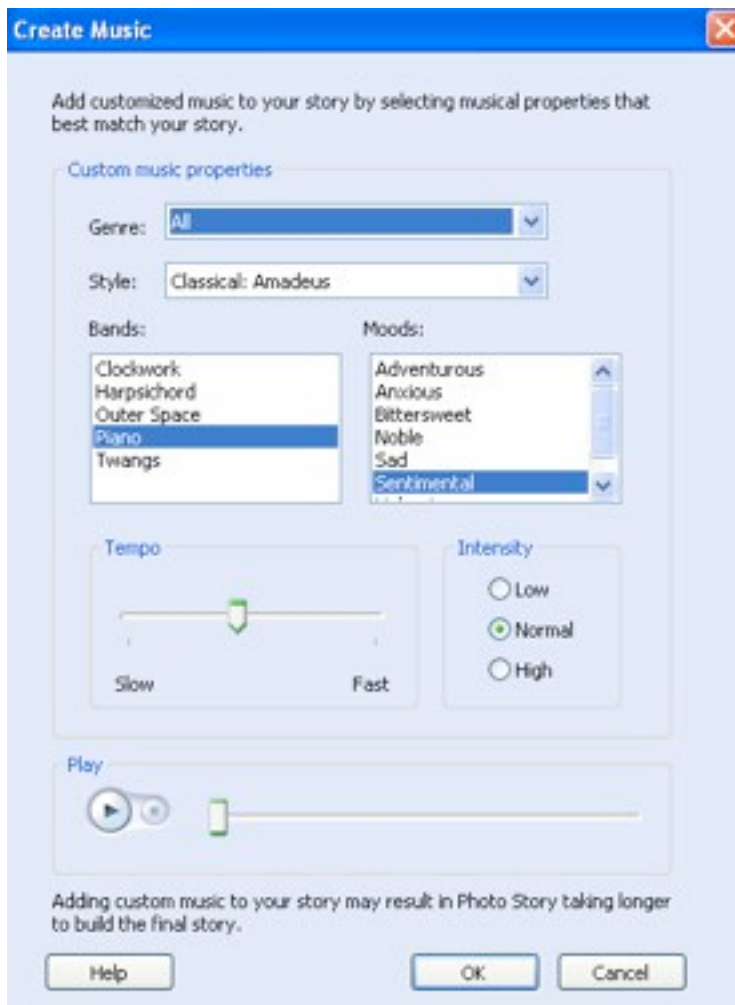 Create Music
Add customized music to your story by selecting musical properties that
best match your story.
Custom music properties
Genre: All
Style: Classical: Amadeus
Bands:
Clockwork
Harpsichord
Outer Space
Piano
Twangs
Moods:
Adventurous
Anxious
Bittersweet
Noble
Sad
Sentimental
Tempo
Slow Fast
Intensity
Low
Normal
High
Play
Adding custom music to your story may result in Photo Story taking longer
to build the final story.
Help OK Cancel